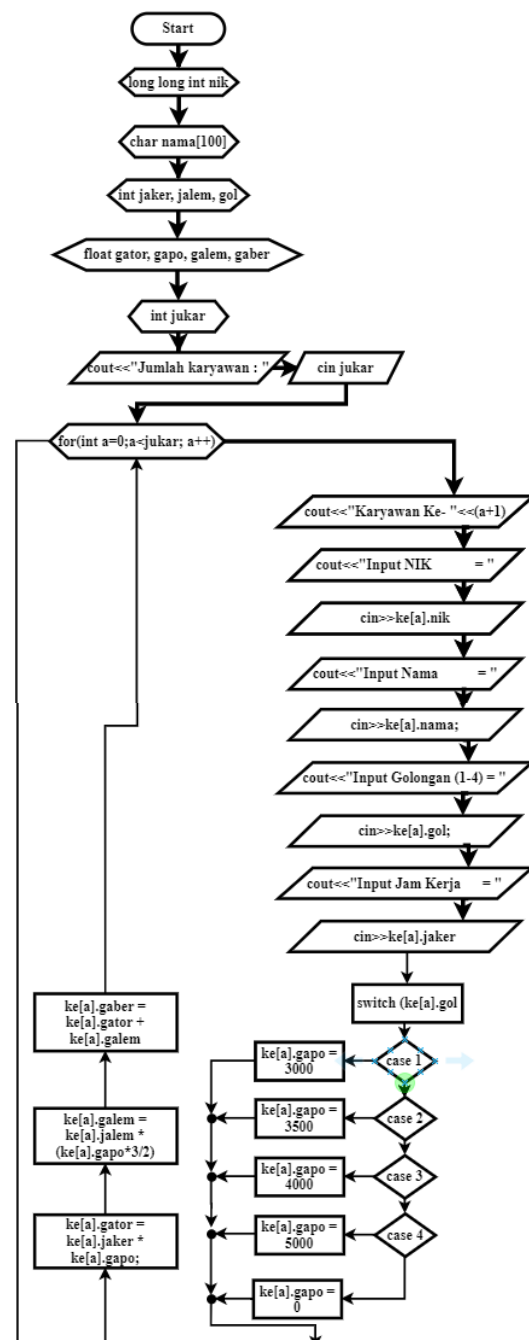 Start
long long int nik
char nama[100]
int jaker, jalem, gol
float gator, gapo, galem, gaber
int jukar
cout<<"Jumlah karyawan : "
cin jukar
for(int a=0;a<jukar; a++)
cout<<"Karyawan Ke- "<<(a+1)
cout<<"Input NIK = "
cin>>ke[a].nik
cout<<"Input Nama = "
cin>>ke[a].nama;
cout<<"Input Golongan (1-4) = "
cin>>ke[a].gol;
cout<<"Input Jam Kerja = "
cin>>ke[a].jaker
switch (ke[a].gol
case 1
ke[a].gapo =
3000
case 2
ke[a].gapo =
3500
case 3
ke[a].gapo =
4000
case 4
ke[a].gapo =
5000
ke[a].gapo =
0
ke[a].gaber =
ke[a].gator +
ke[a].galem
ke[a].galem =
ke[a].jalem *
(ke[a].gapo*3/2)
ke[a].gator =
ke[a].jaker *
ke[a].gapo;